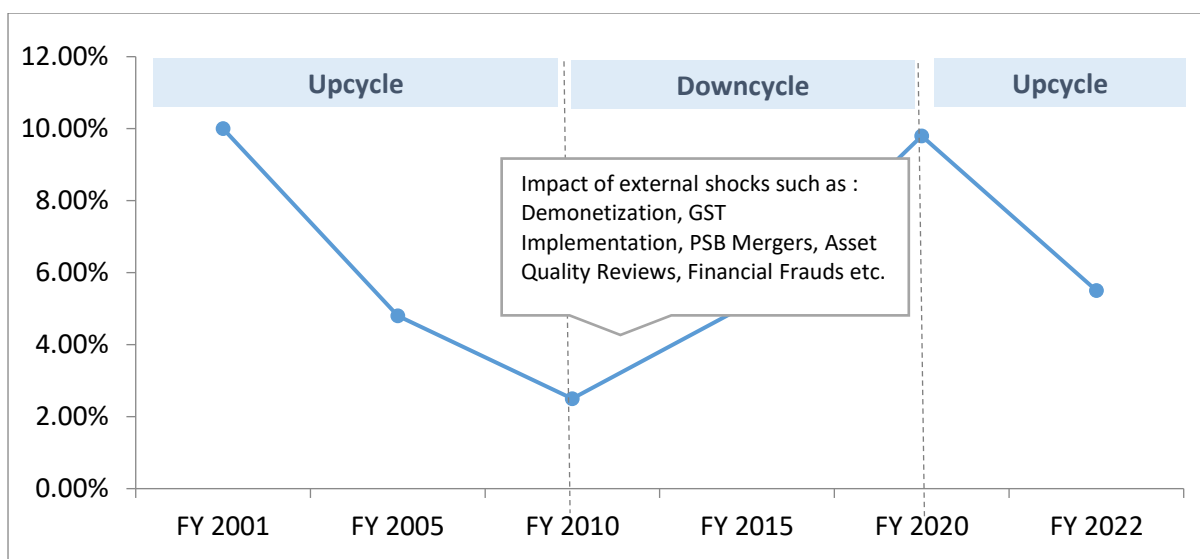 12.00%
Upcycle Downcycle Upcycle
10.00%
Impact of external shocks such as :
Demonetization, GST
Implementation, PSB Mergers, Asset
Quality Reviews, Financial Frauds etc.
8.00%
6.00%
4.00%
2.00%
0.00%
FY 2001 FY 2005 FY 2010 FY 2015 FY 2020 FY 2022